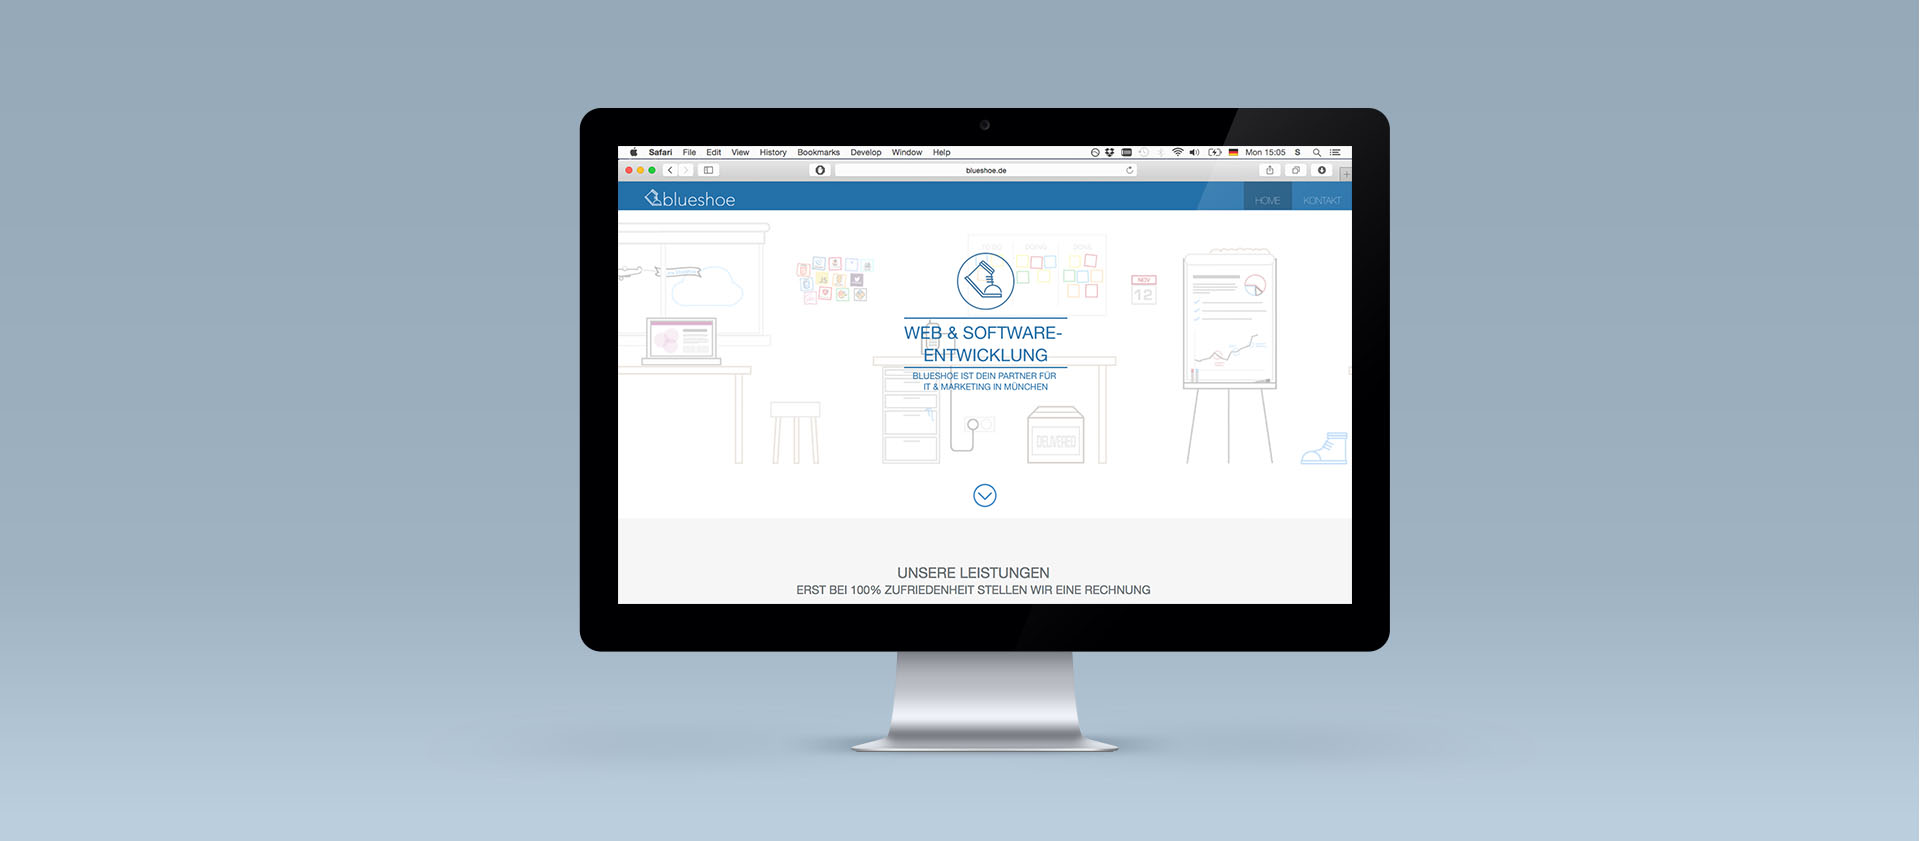 Safari File Edit View History Bookmarks Develop Window Help Mon 15:05 S
blueshoe.de
blueshoe HOME KONTAKT
TO DO DOING DONE
NOV
12
WEB & SOFTWARE-
ENTWICKLUNG
BLUESHOE IST DEIN PARTNER FÜR
IT & MARKETING IN MÜNCHEN
DELIVERED
UNSERE LEISTUNGEN
ERST BEI 100% ZUFRIEDENHEIT STELLEN WIR EINE RECHNUNG